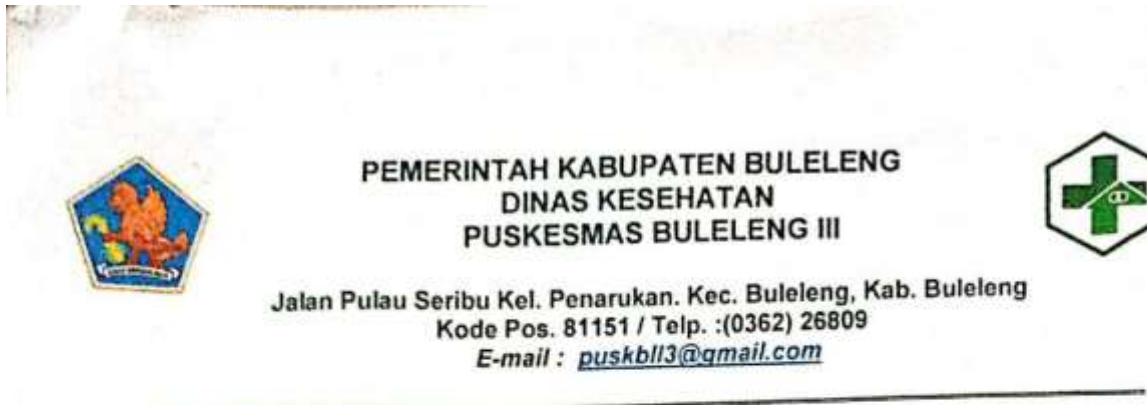 PEMERINTAH KABUPATEN BULELENG
DINAS KESEHATAN
PUSKESMAS BULELENG III
Jalan Pulau Seribu Kel. Penarukan. Kec. Buleleng, Kab. Buleleng
Kode Pos. 81151 / Telp. :(0362) 26809
E-mail : puskbll3@gmail.com